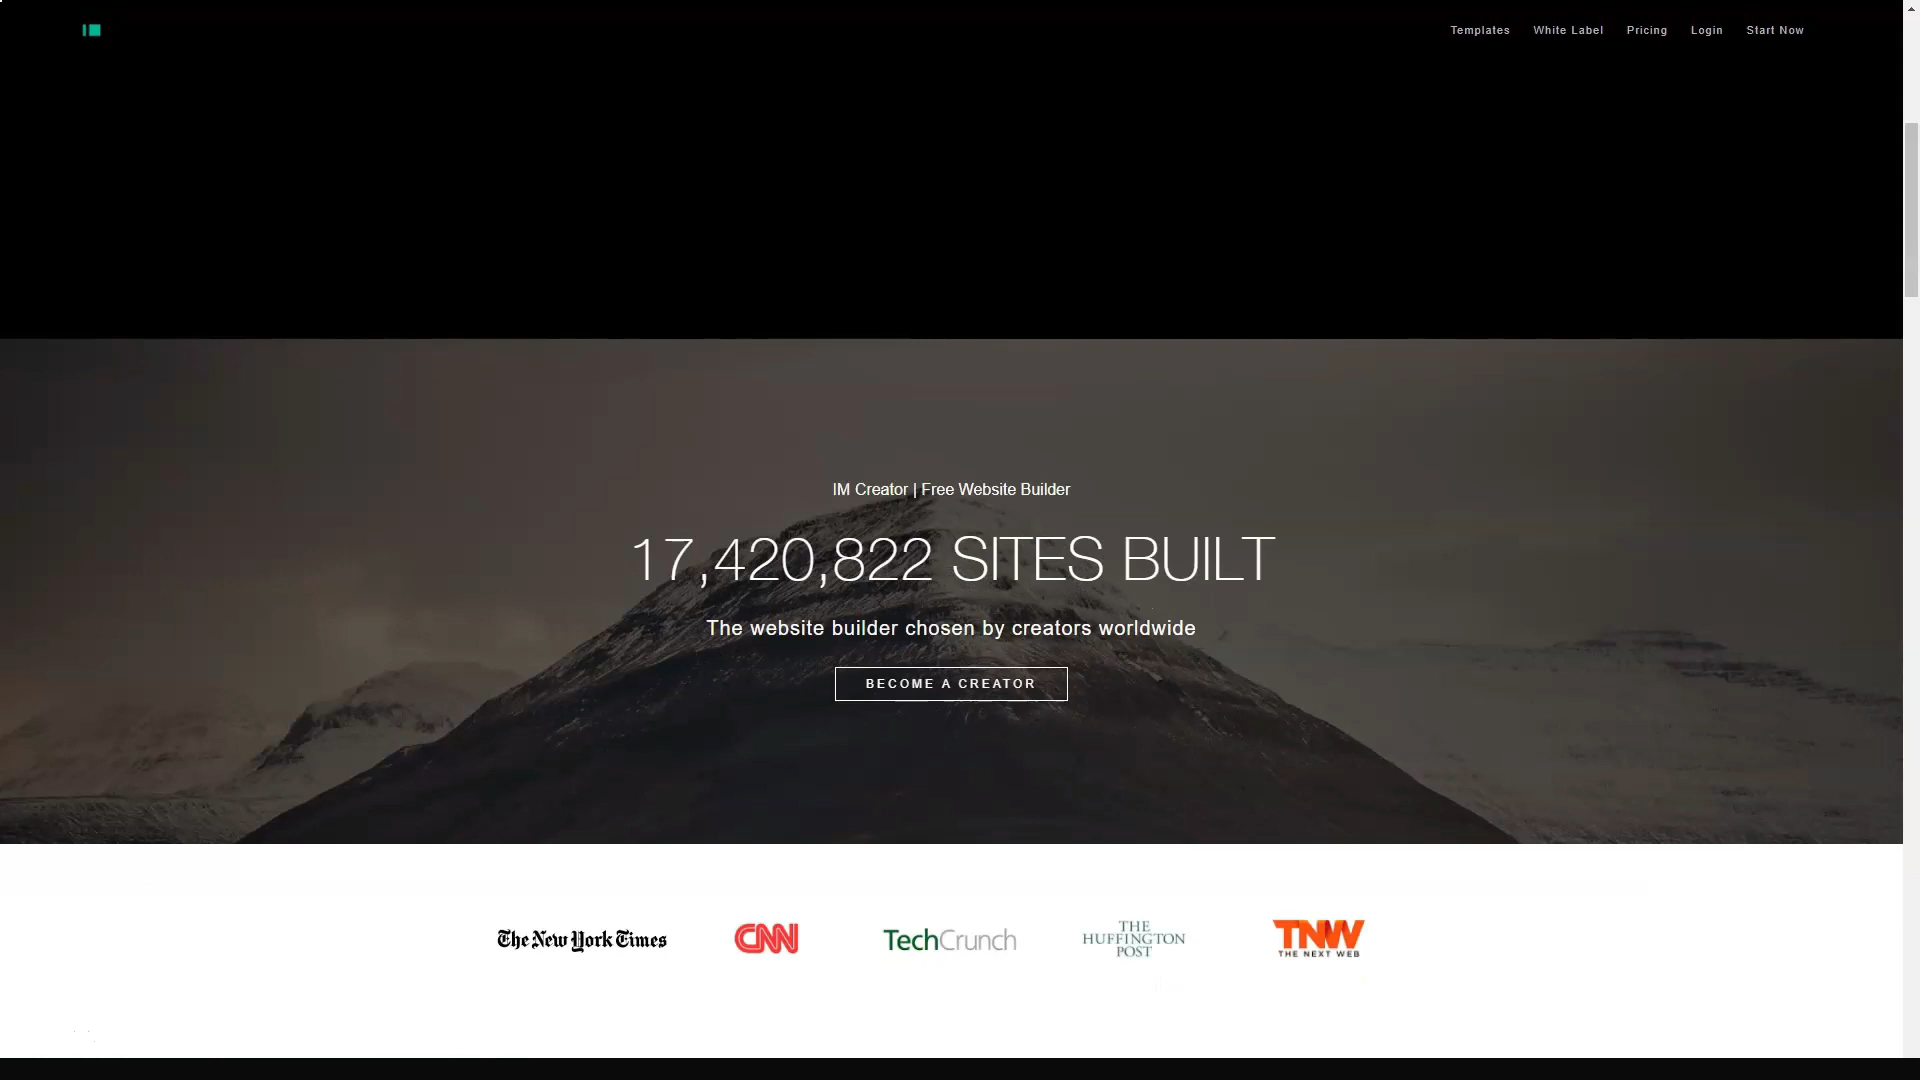 Templates White Label Pricing Login Start Now
IM Creator | Free Website Builder
17,420,822 SITES BUILT
The website builder chosen by creators worldwide
BECOME A CREATOR
The New York Times CNN TechCrunch THE HUFFINGTON POST TNW THE NEXT WEB